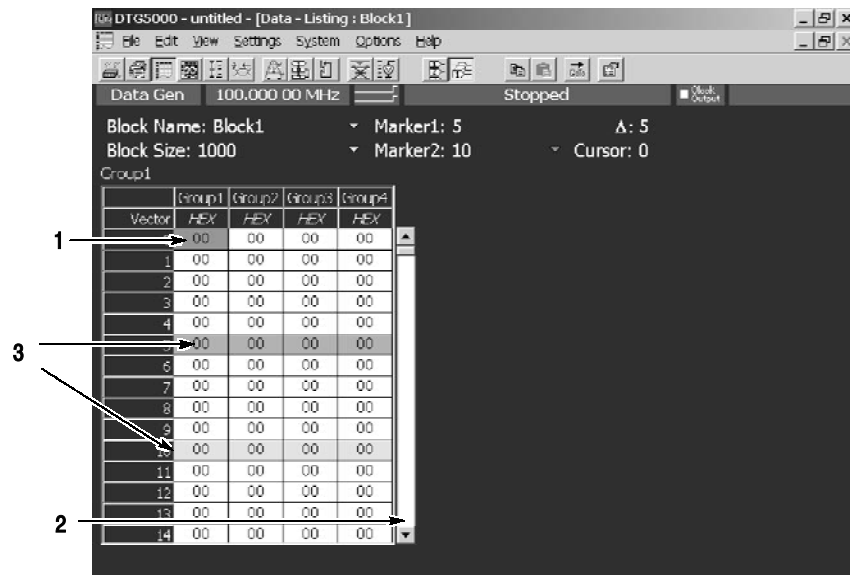 DTG5000 - untitled - [Data - Listing : Block1]
File Edit View Settings System Options Help
Data Gen 100.000 00 MHz Stopped Clock Output
Block Name: Block1 Marker1: 5 Δ: 5
Block Size: 1000 Marker2: 10 Cursor: 0
Group1
Group1 Group2 Group3 Group4
Vector HEX HEX HEX HEX
1 00 00 00 00
1 00 00 00 00
2 00 00 00 00
3 00 00 00 00
4 00 00 00 00
3 5 00 00 00 00
6 00 00 00 00
7 00 00 00 00
8 00 00 00 00
9 00 00 00 00
10 00 00 00 00
11 00 00 00 00
12 00 00 00 00
2 13 00 00 00 00
14 00 00 00 00